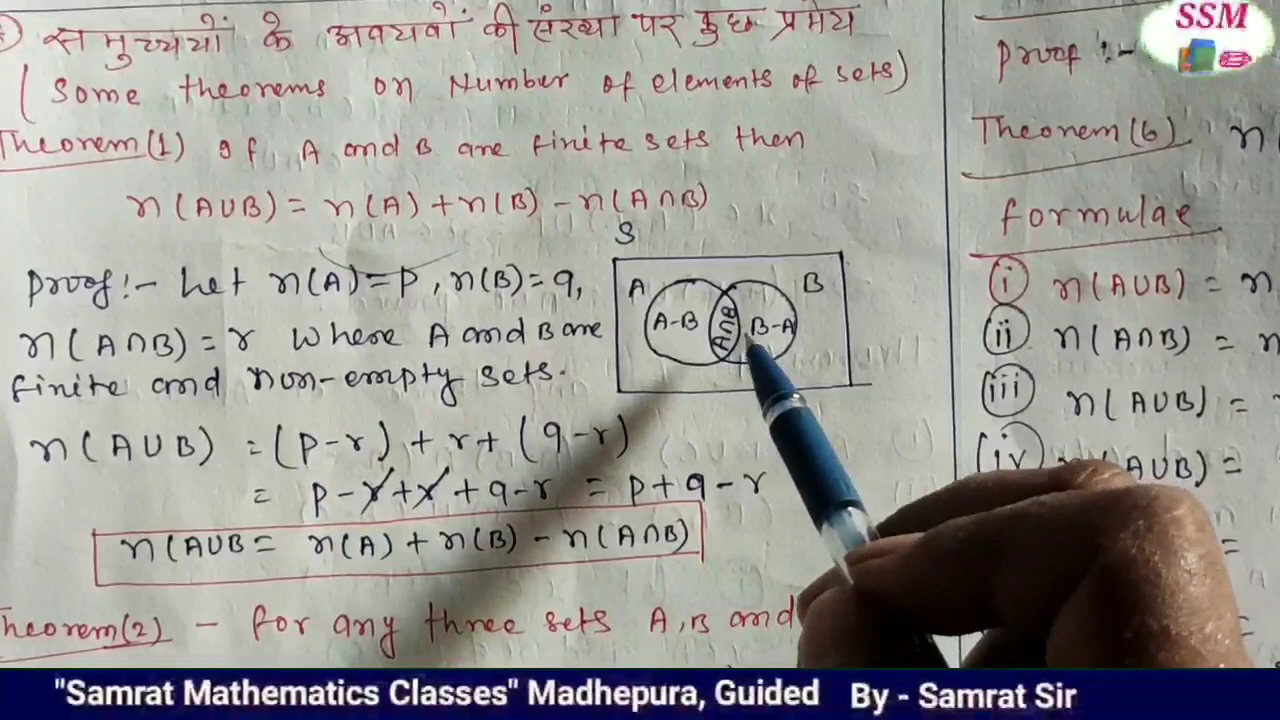 समुच्चयों के अवयवों की संख्या पर कुछ प्रमेय
(Some theorems on Number of elements of sets)
Theorem(1) If A and B are finite sets then
n(A∪B) = n(A) + n(B) - n(A∩B)
Proof:- Let n(A)=p, n(B)=q,
n(A∩B)=r where A and B are
finite and non-empty sets.
S
A
B
A-B
A∩B
B-A
n(A∪B) = (p-r) + r + (q-r)
= p-r+r+q-r = p+q-r
n(A∪B = n(A) + n(B) - n(A∩B)
Theorem(2) - for any three sets A, B and
SSM
Proof :-
Theorem(6) n
formulae
(i) n(A∪B) = n
(ii) n(A∩B) = n
(iii) n(A∪B) =
(iv) (A∪B) =
=
=
"Samrat Mathematics Classes" Madhepura, Guided By - Samrat Sir